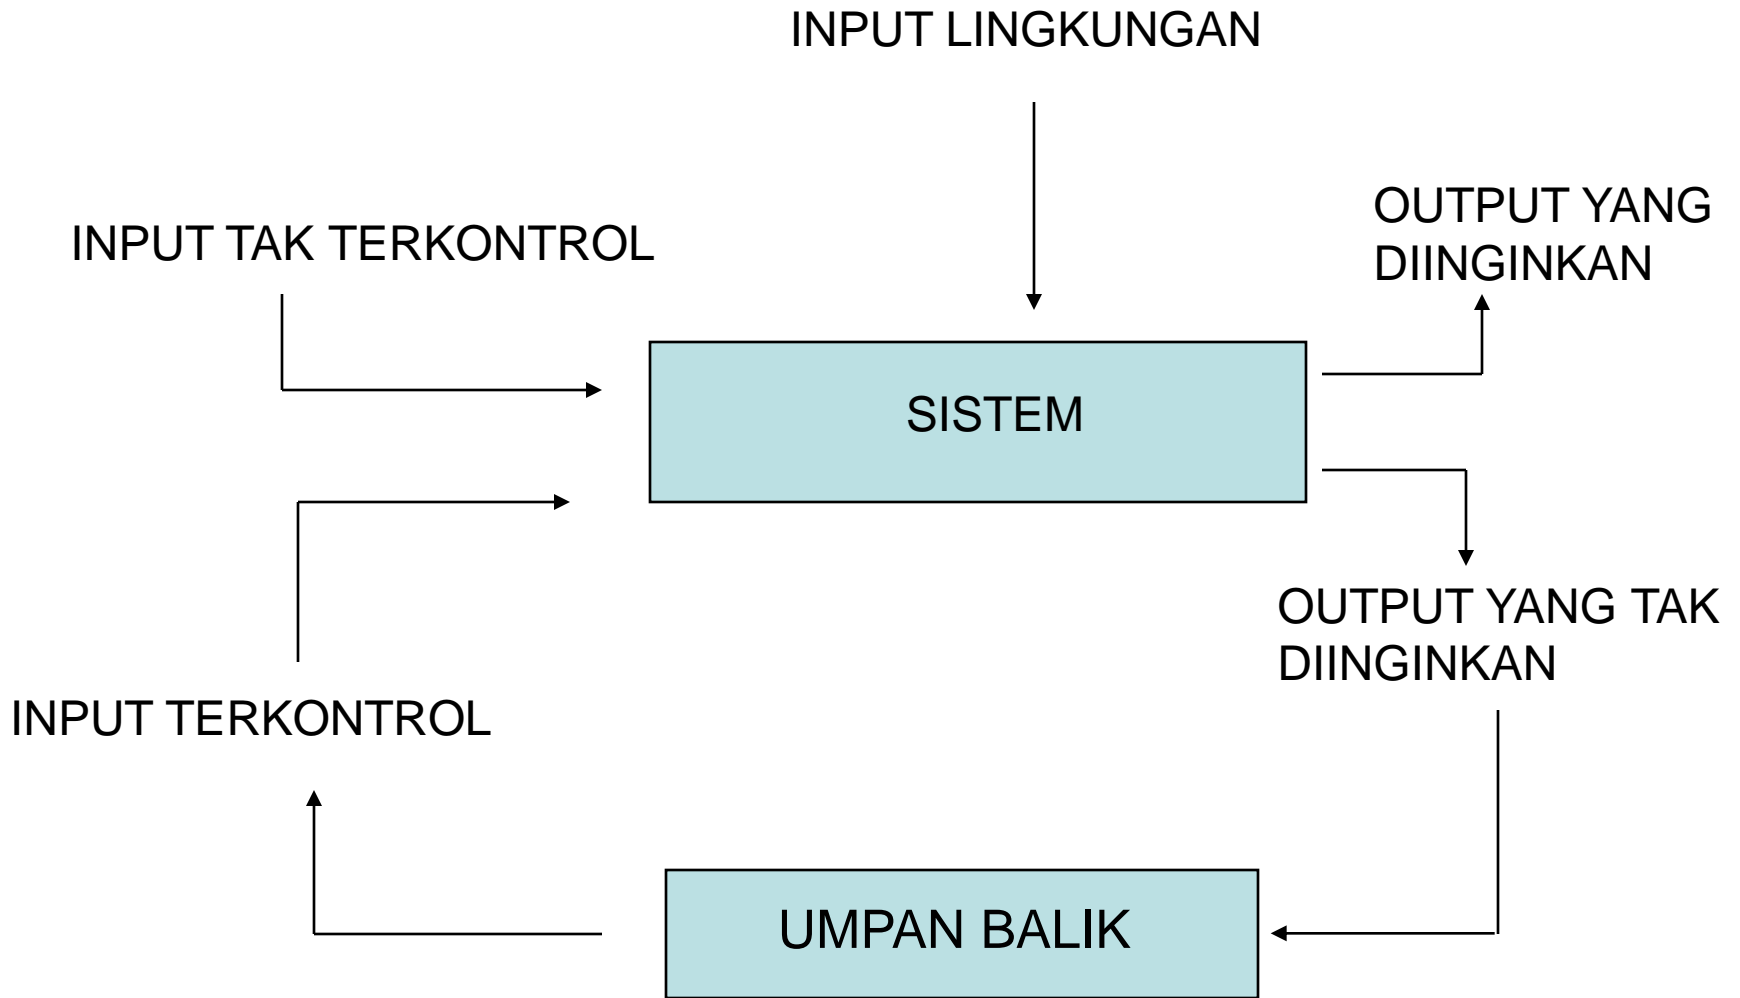 INPUT LINGKUNGAN
OUTPUT YANG
DIINGINKAN
INPUT TAK TERKONTROL
SISTEM
OUTPUT YANG TAK
DIINGINKAN
INPUT TERKONTROL
UMPAN BALIK